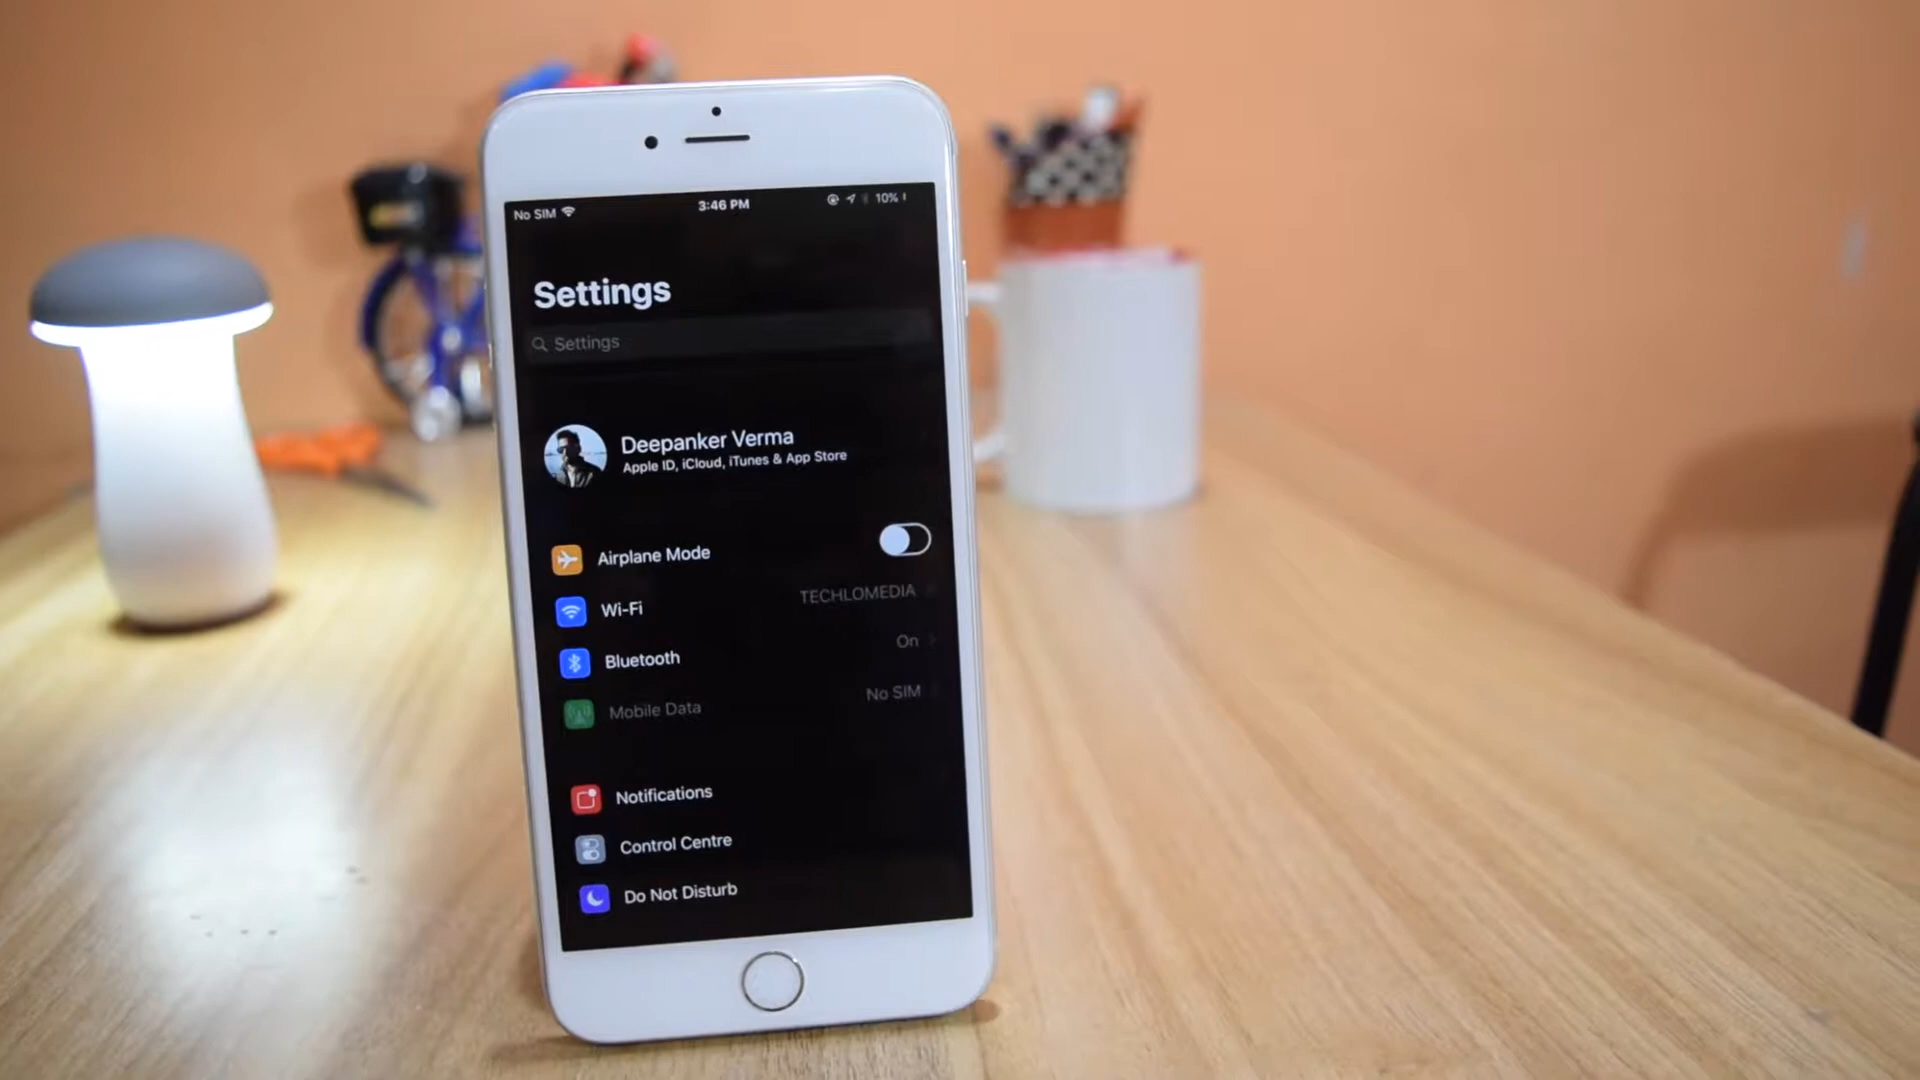 No SIM 3:46 PM 10%
Settings
Settings
Deepanker Verma
Apple ID, iCloud, iTunes & App Store
Airplane Mode
Wi-Fi TECHLOMEDIA
Bluetooth On
Mobile Data No SIM
Notifications
Control Centre
Do Not Disturb